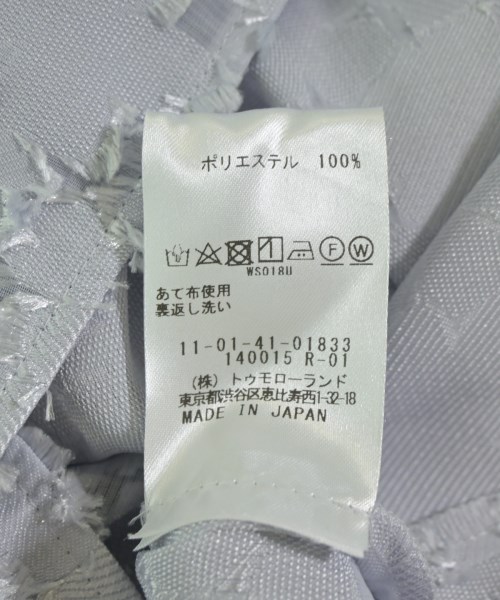 ポリエステル 100%
F W
WS018U
あて布使用
裏返し洗い
11-01-41-01833
140015 R-01
(株) トゥモローランド
東京都渋谷区恵比寿西1-32-18
MADE IN JAPAN